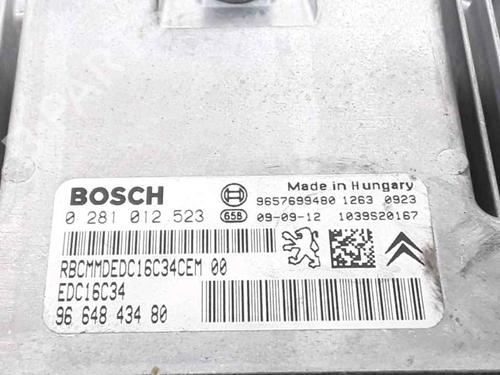 BOSCH
Made in Hungary
9657699480 1263 0923
0 281 012 523 65B 09-09-12 1039S20167
RBCMMDEDC16C34CEM 00
EDC16C34
96 648 434 80